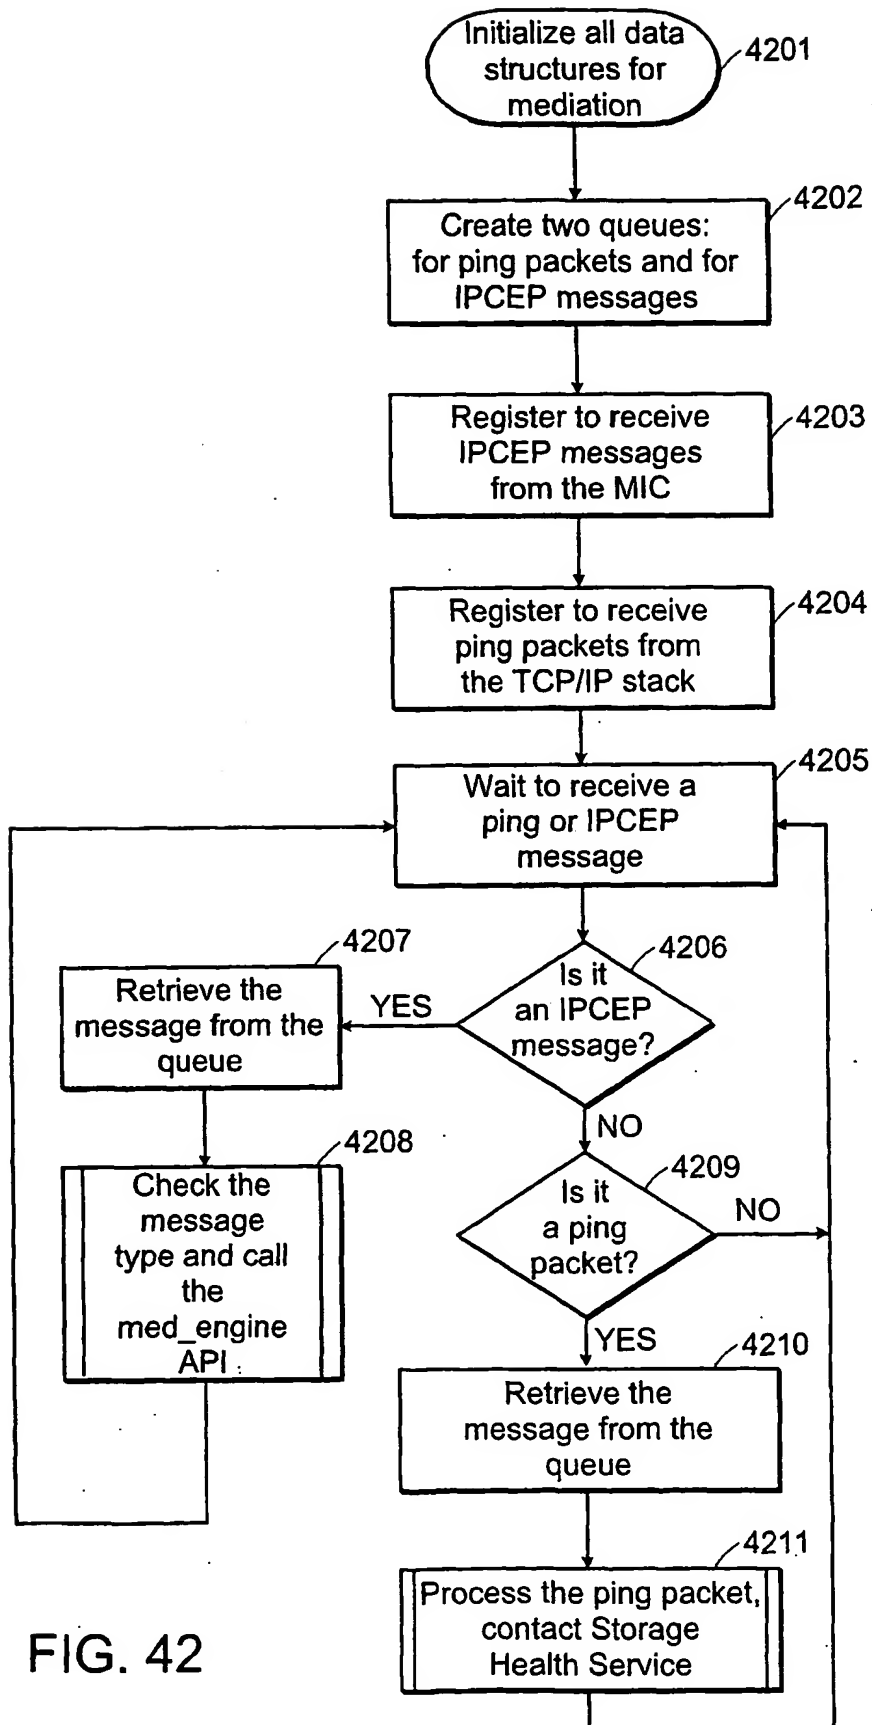 Initialize all data
structures for
mediation
4201
Create two queues:
for ping packets and for
IPCEP messages
4202
Register to receive
IPCEP messages
from the MIC
4203
Register to receive
ping packets from
the TCP/IP stack
4204
Wait to receive a
ping or IPCEP
message
4205
Is it
an IPCEP
message?
4206
YES
NO
Retrieve the
message from the
queue
4207
Check the
message
type and call
the
med_engine
API
4208
Is it
a ping
packet?
4209
NO
YES
Retrieve the
message from the
queue
4210
Process the ping packet,
contact Storage
Health Service
4211
FIG. 42